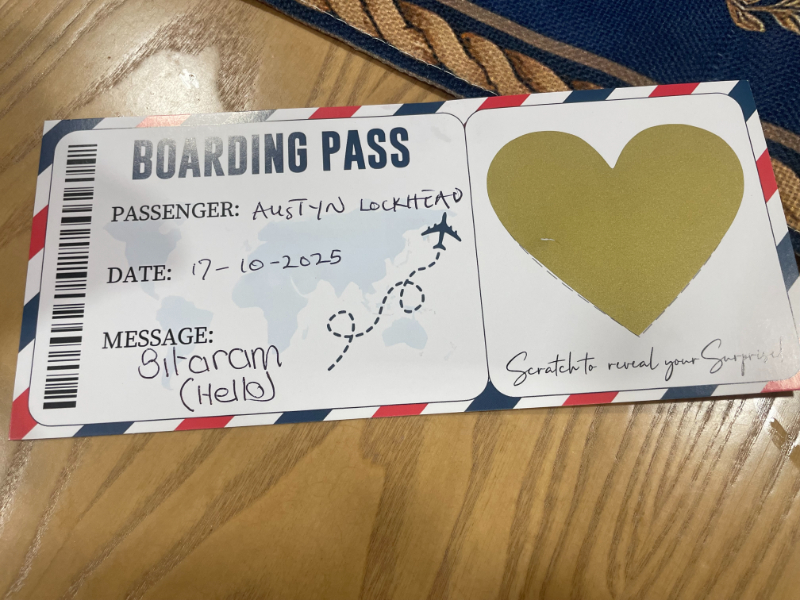 BOARDING PASS
PASSENGER: AUSTYN LOCKHEAD
DATE: 17-10-2025
MESSAGE:
Sitaram
(Hello)
Scratch to reveal your Surprise!